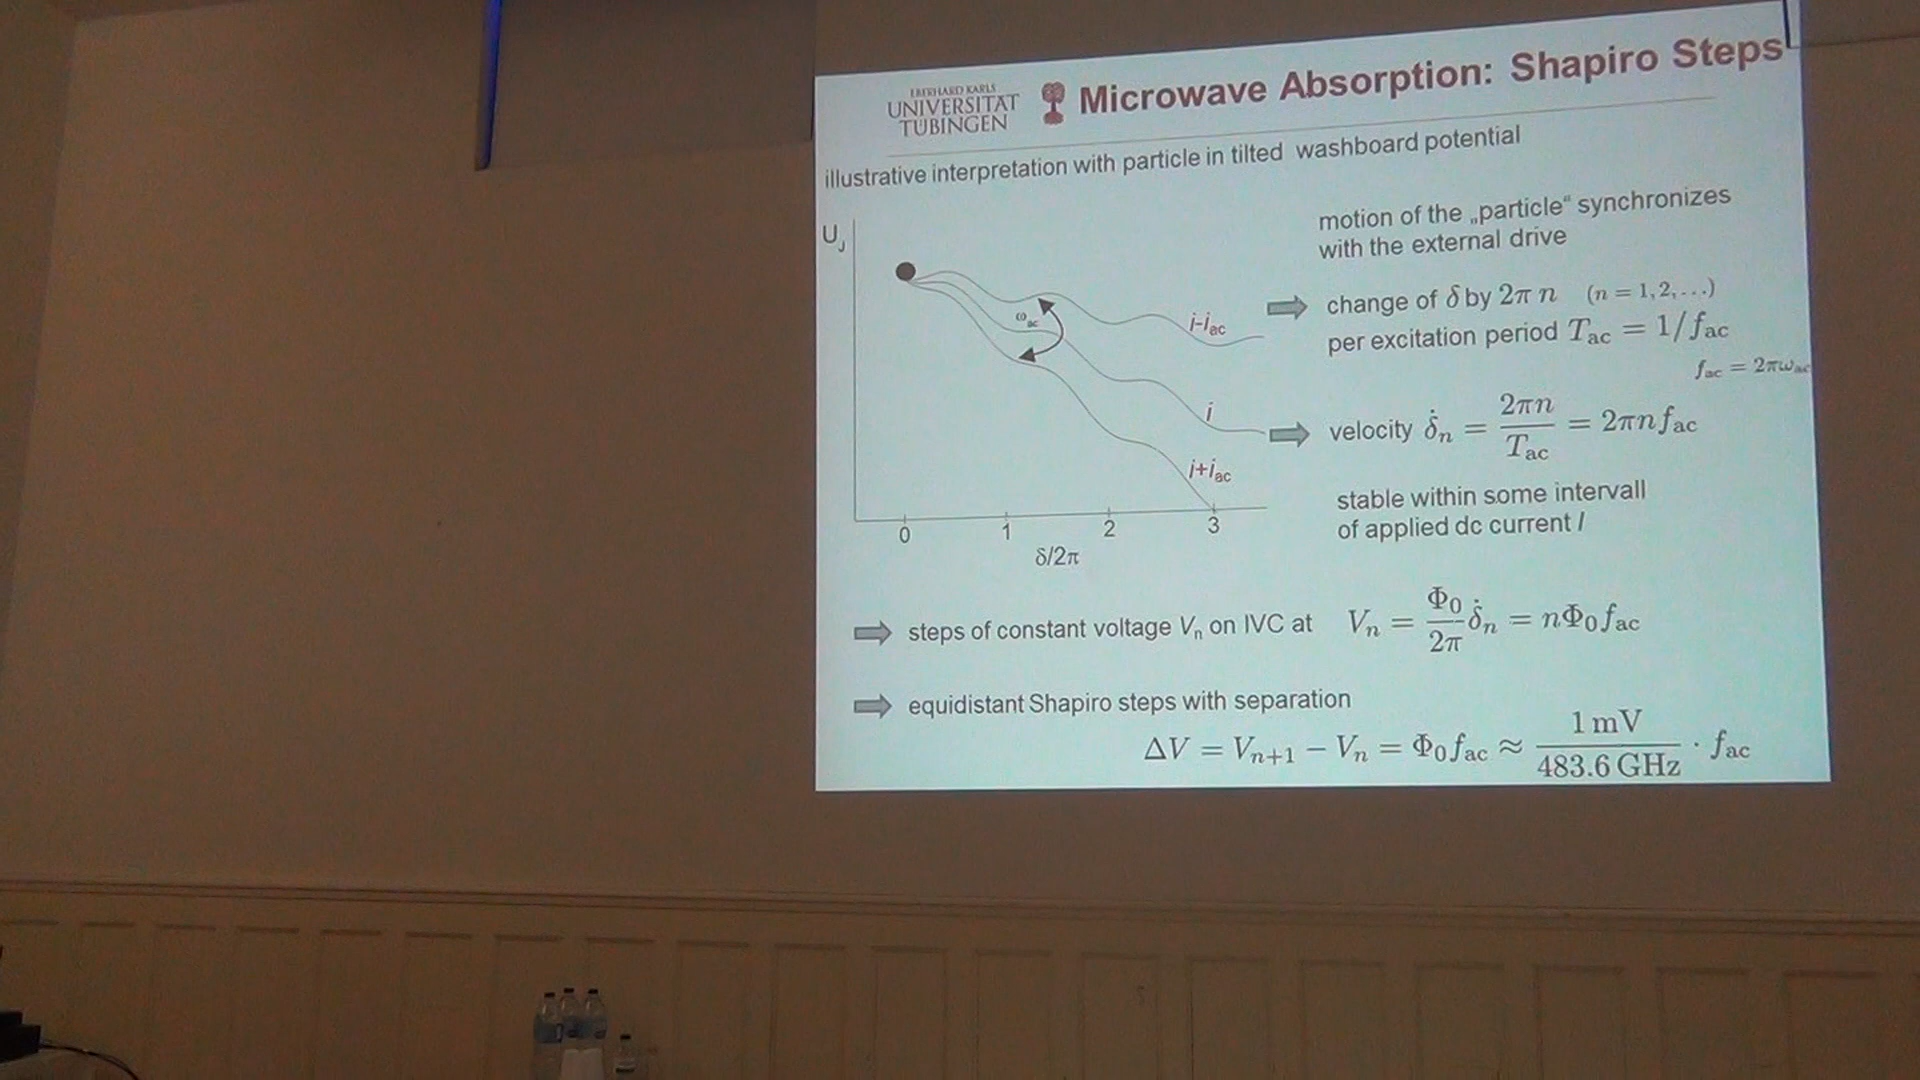 EBERHARD KARLS
UNIVERSITÄT
TÜBINGEN
Microwave Absorption: Shapiro Steps
illustrative interpretation with particle in tilted washboard potential
U_J
ω_ac
i-i_ac
i
i+i_ac
0 1 2 3
δ/2π
motion of the „particle“ synchronizes
with the external drive
change of δ by 2π n (n = 1, 2, . . .)
per excitation period T_ac = 1/f_ac
f_ac = 2πω_ac
velocity δ̇_n = 2πn / T_ac = 2πn f_ac
stable within some intervall
of applied dc current I
steps of constant voltage V_n on IVC at V_n = Φ_0 / 2π δ̇_n = nΦ_0 f_ac
equidistant Shapiro steps with separation
ΔV = V_n+1 − V_n = Φ_0 f_ac ≈ 1 mV / 483.6 GHz · f_ac